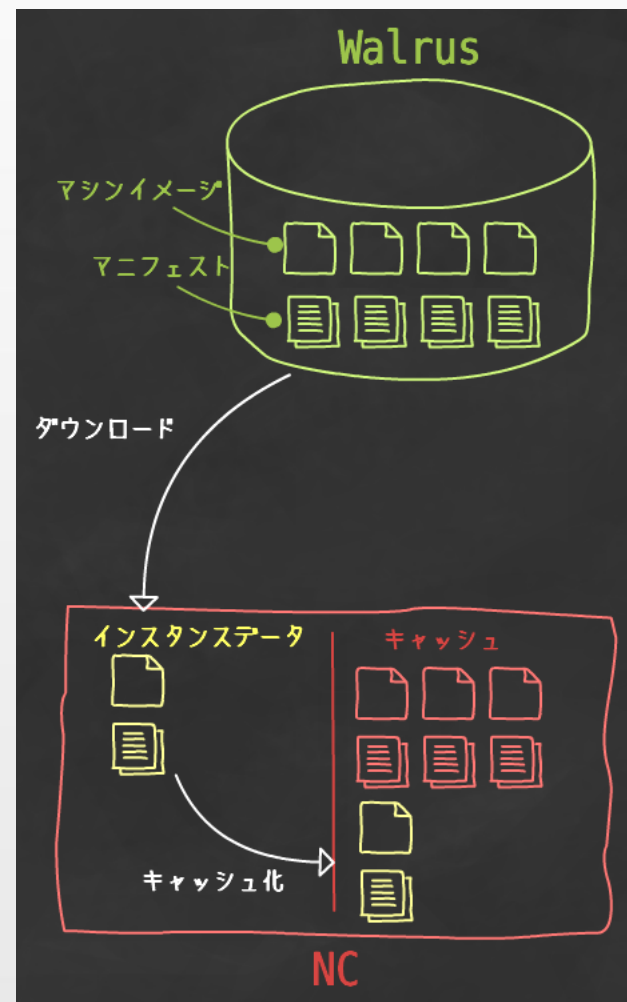 Walrus
マシンイメージ
マニフェスト
ダウンロード
インスタンスデータ
キャッシュ
キャッシュ化
NC